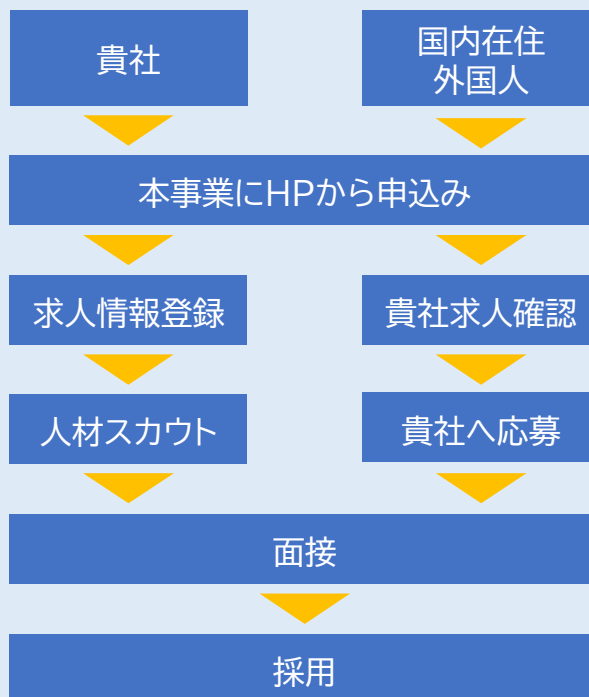 貴社
国内在住
外国人
本事業にHPから申込み
求人情報登録
貴社求人確認
人材スカウト
貴社へ応募
面接
採用